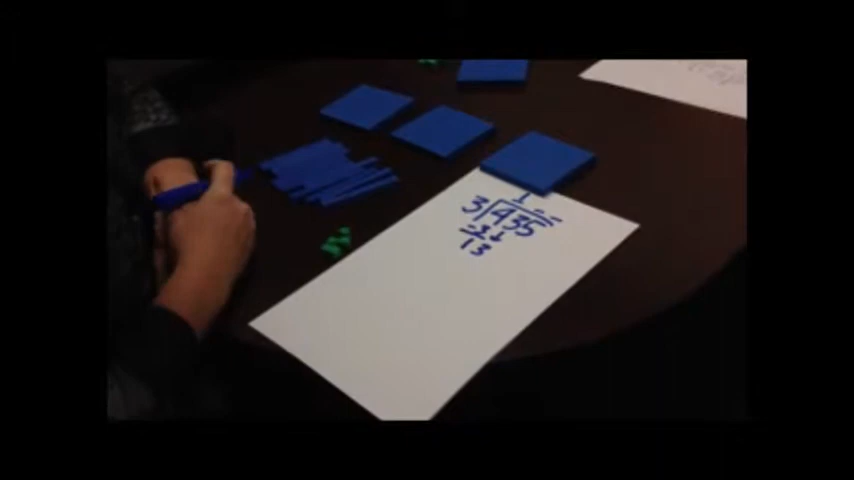 1 _ _
3)435
-3↓
13